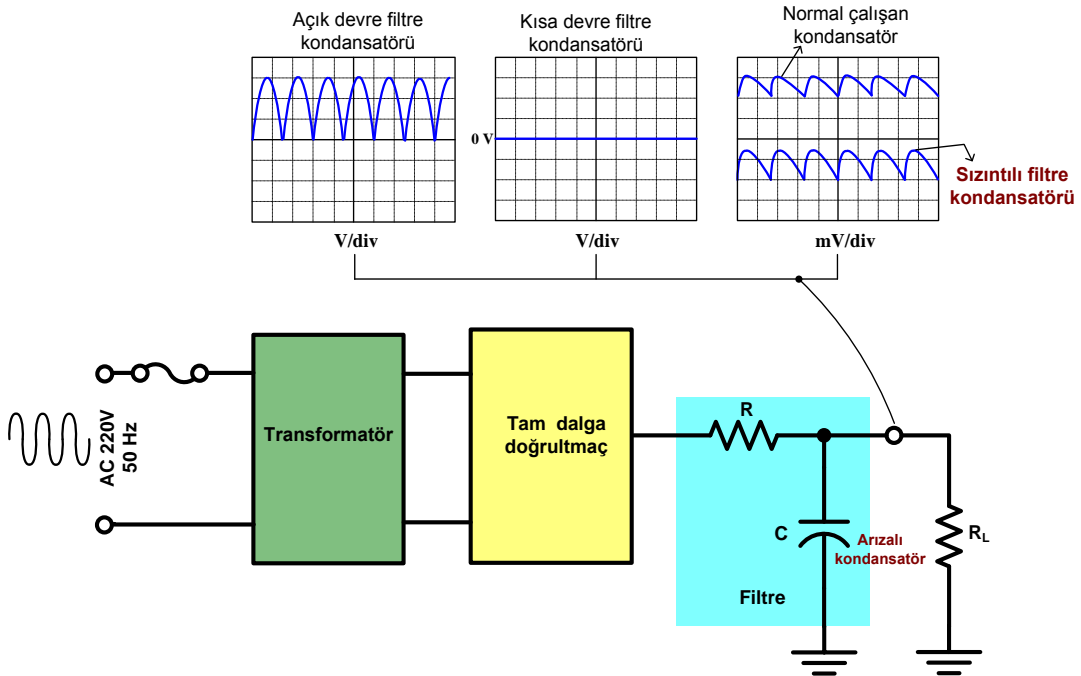 Açık devre filtre
kondansatörü
Kısa devre filtre
kondansatörü
Normal çalışan
kondansatör
0 V
Sızıntılı filtre
kondansatörü
V/div
V/div
mV/div
AC 220V
50 Hz
Transformatör
Tam dalga
doğrultmaç
R
C
Arızalı
kondansatör
R_L
Filtre